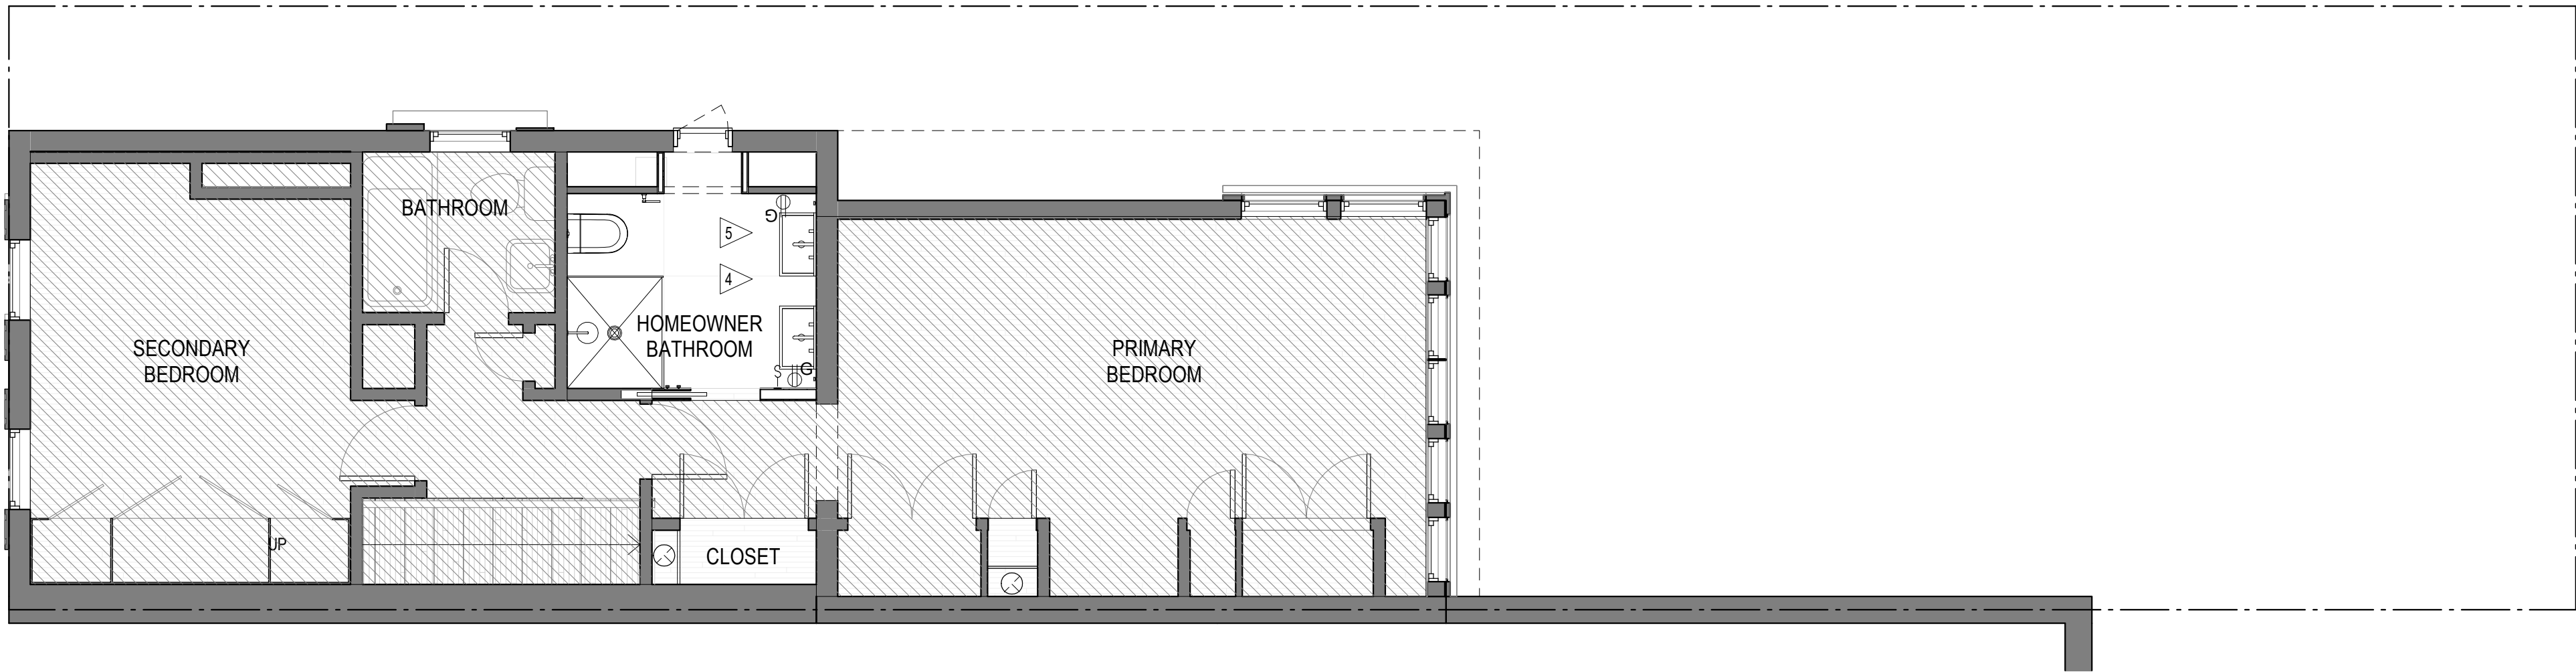 BATHROOM
G
5
4
HOMEOWNER
BATHROOM
S
G
SECONDARY
BEDROOM
PRIMARY
BEDROOM
UP
CLOSET